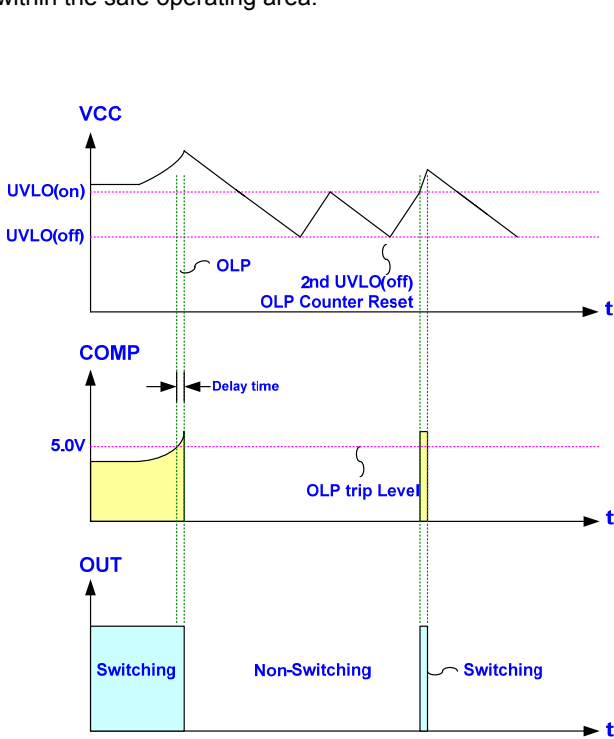 within the safe operating area.
VCC
UVLO(on)
UVLO(off)
OLP
2nd UVLO(off)
OLP Counter Reset
t
COMP
Delay time
5.0V
OLP trip Level
t
OUT
Switching
Non-Switching
Switching
t